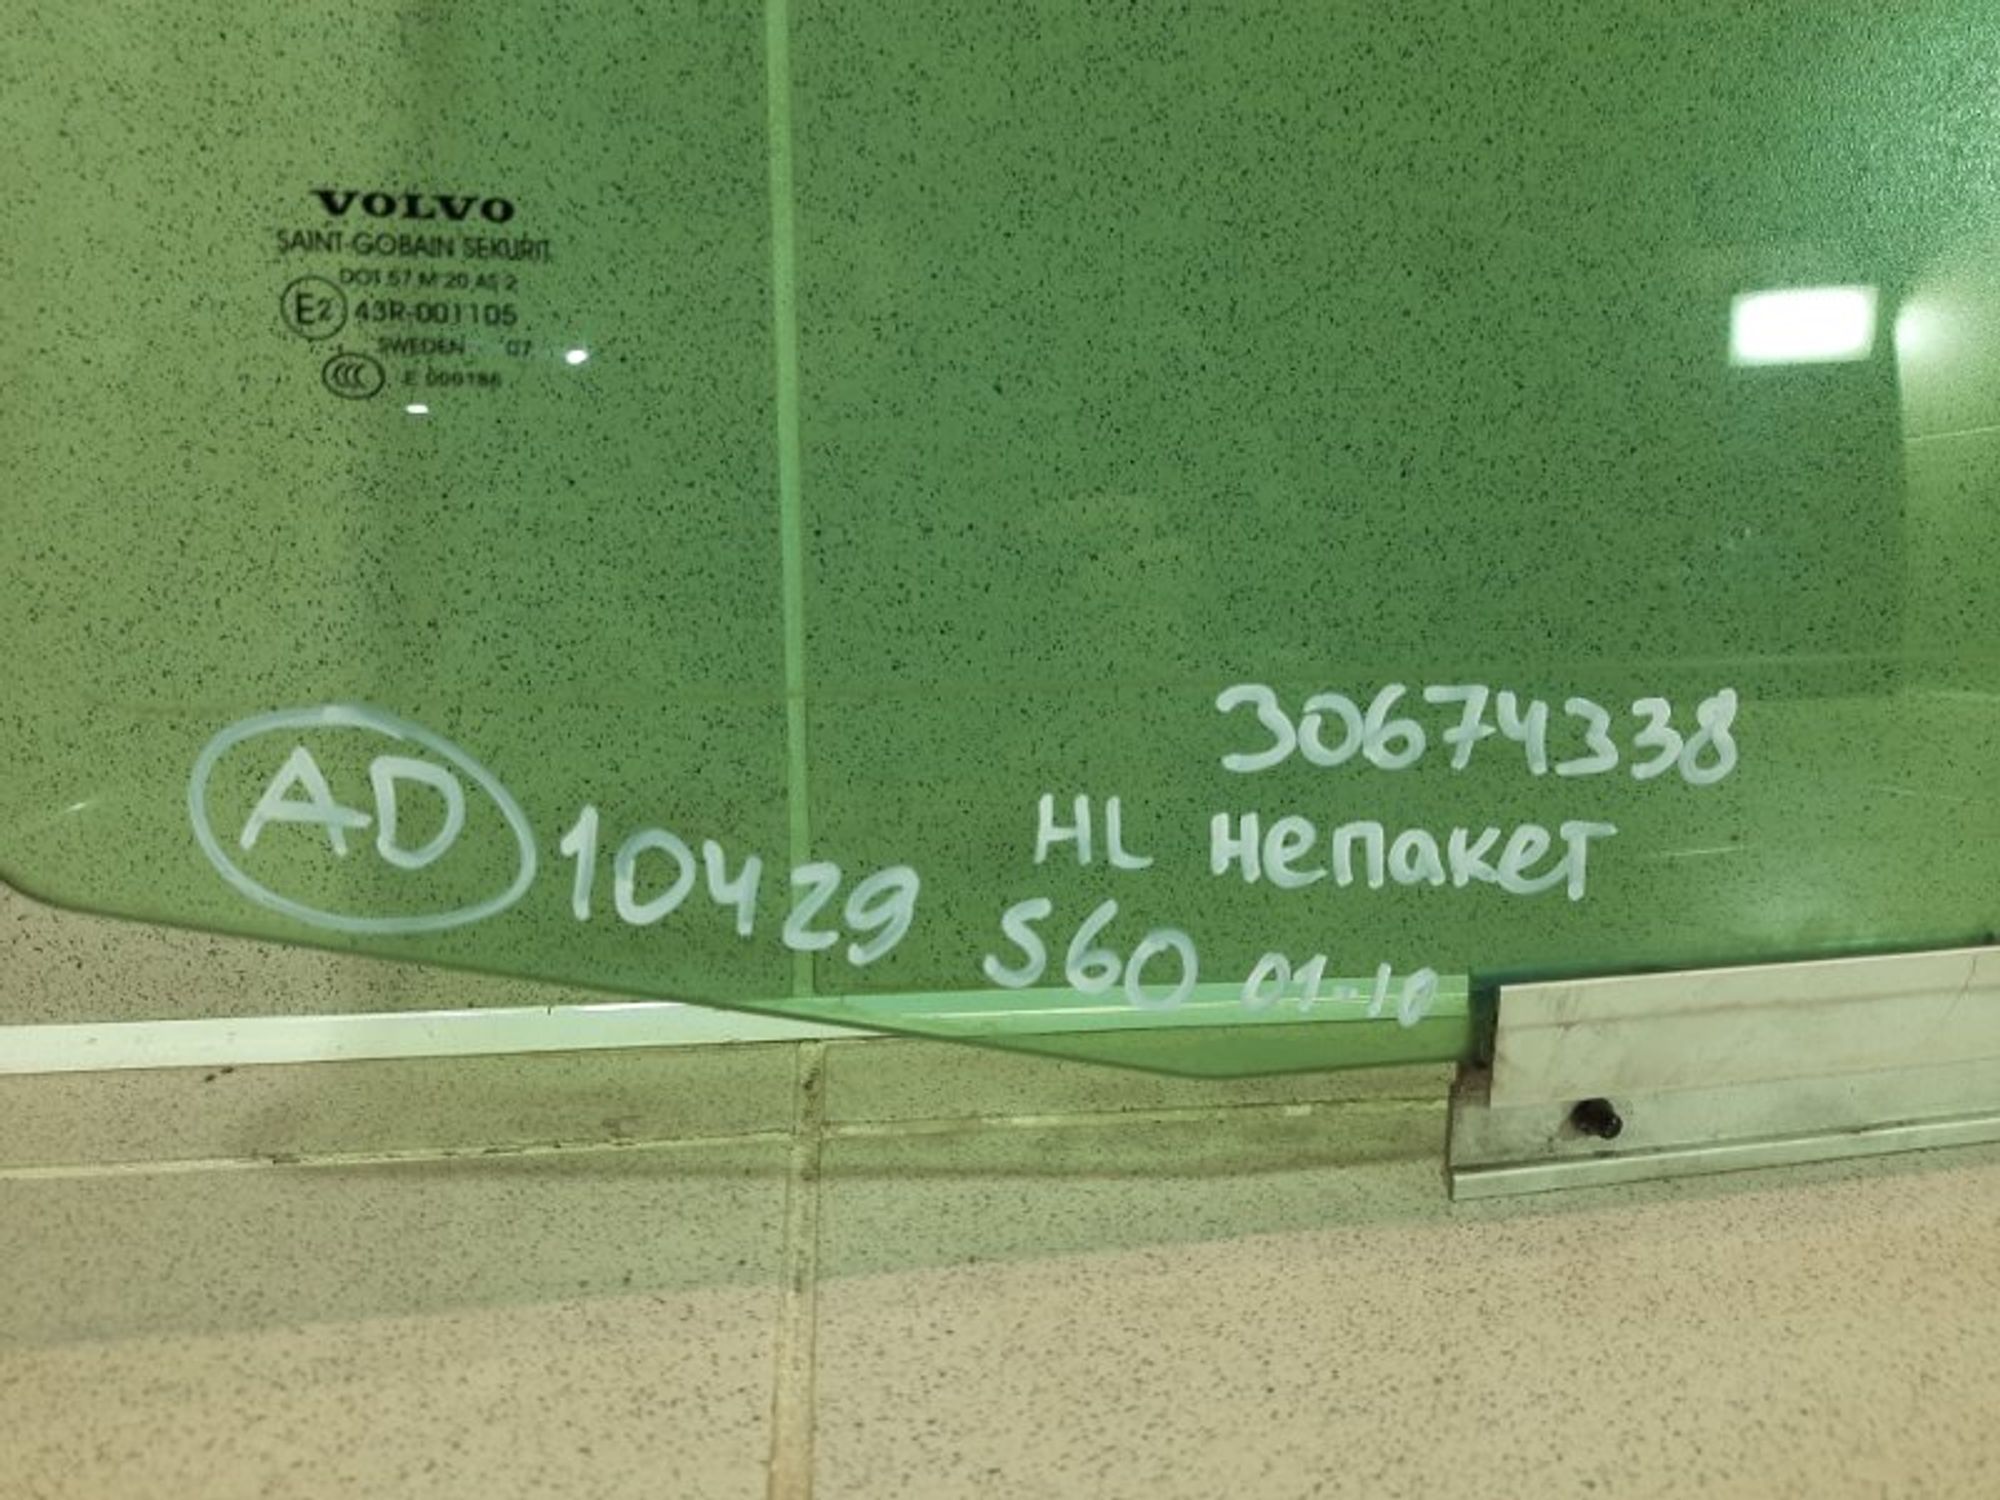 VOLVO
SAINT-GOBAIN SEKURIT
DOT 57 M 20 AS 2
E2 43R-001105
SWEDEN 07
CCC E 000186
30674338
AD 10429 HL непакет
S60 01-10